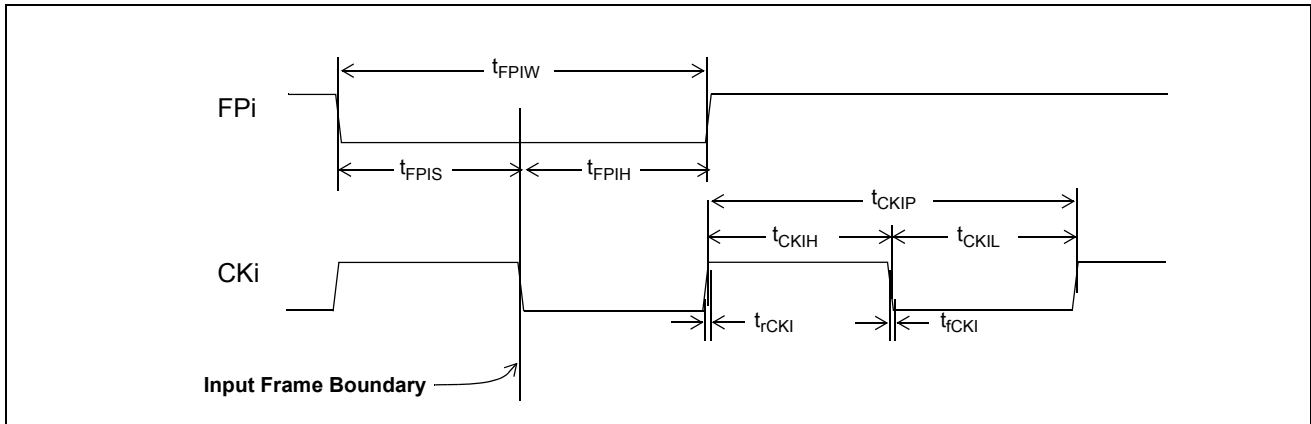 tFPIW
FPi
tFPIS
tFPIH
tCKIP
tCKIH
tCKIL
CKi
trCKI
tfCKI
Input Frame Boundary